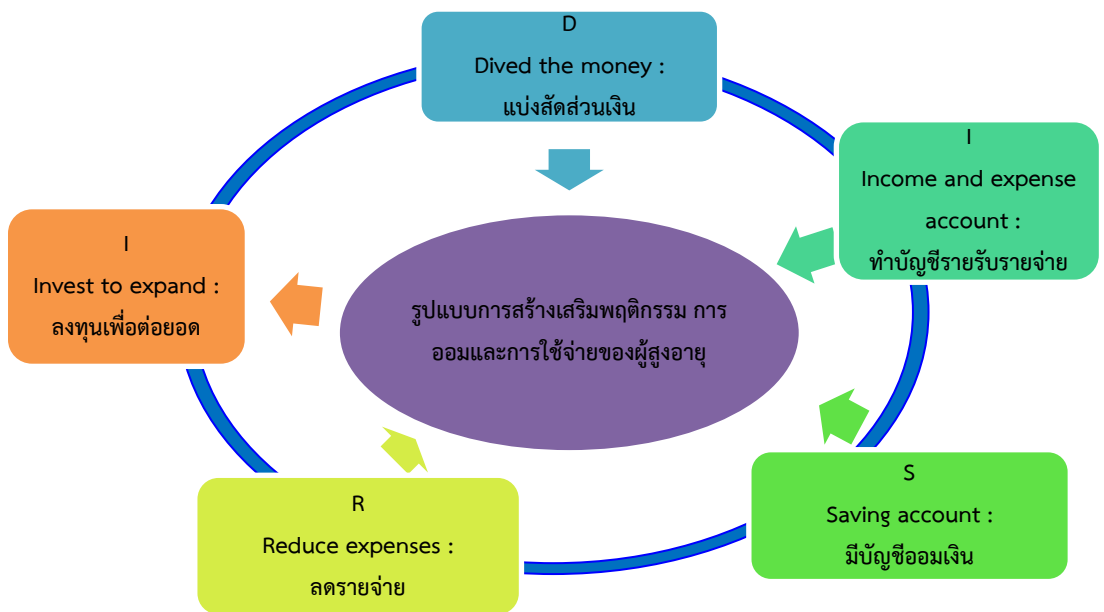 D
Dived the money :
แบ่งสัดส่วนเงิน
I
Income and expense
account :
ทำบัญชีรายรับรายจ่าย
S
Saving account :
มีบัญชีออมเงิน
R
Reduce expenses :
ลดรายจ่าย
I
Invest to expand :
ลงทุนเพื่อต่อยอด
รูปแบบการสร้างเสริมพฤติกรรม การ
ออมและการใช้จ่ายของผู้สูงอายุ